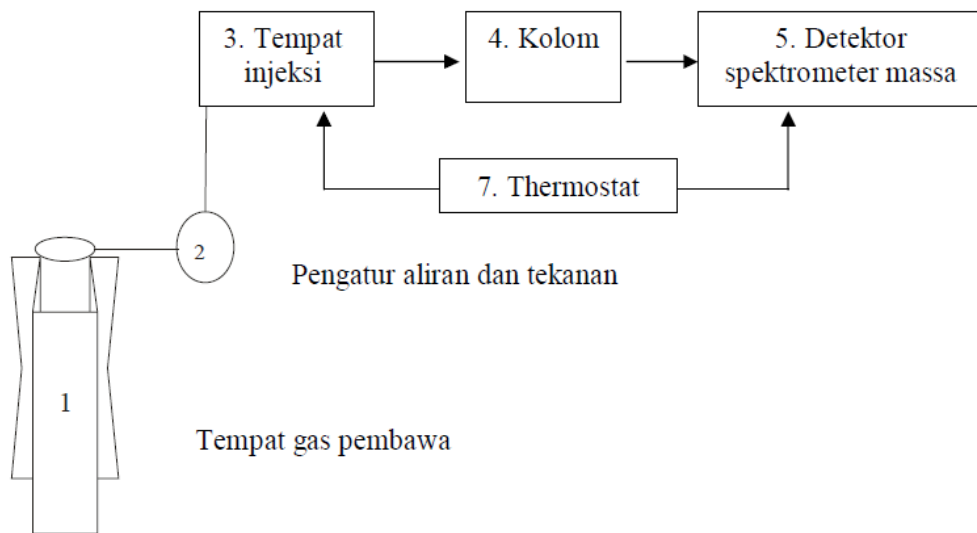 3. Tempat
injeksi
4. Kolom
5. Detektor
spektrometer massa
7. Thermostat
2
Pengatur aliran dan tekanan
1
Tempat gas pembawa